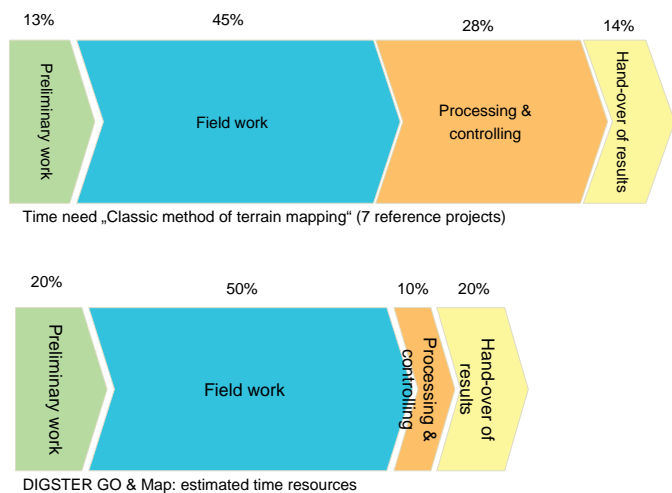 13% 45% 28% 14%
Preliminary work
Field work
Processing &
controlling
Hand-over of results
Time need „Classic method of terrain mapping“ (7 reference projects)
20% 50% 10% 20%
Preliminary
work
Field work
Processing &
controlling
Hand-over of
results
DIGSTER GO & Map: estimated time resources